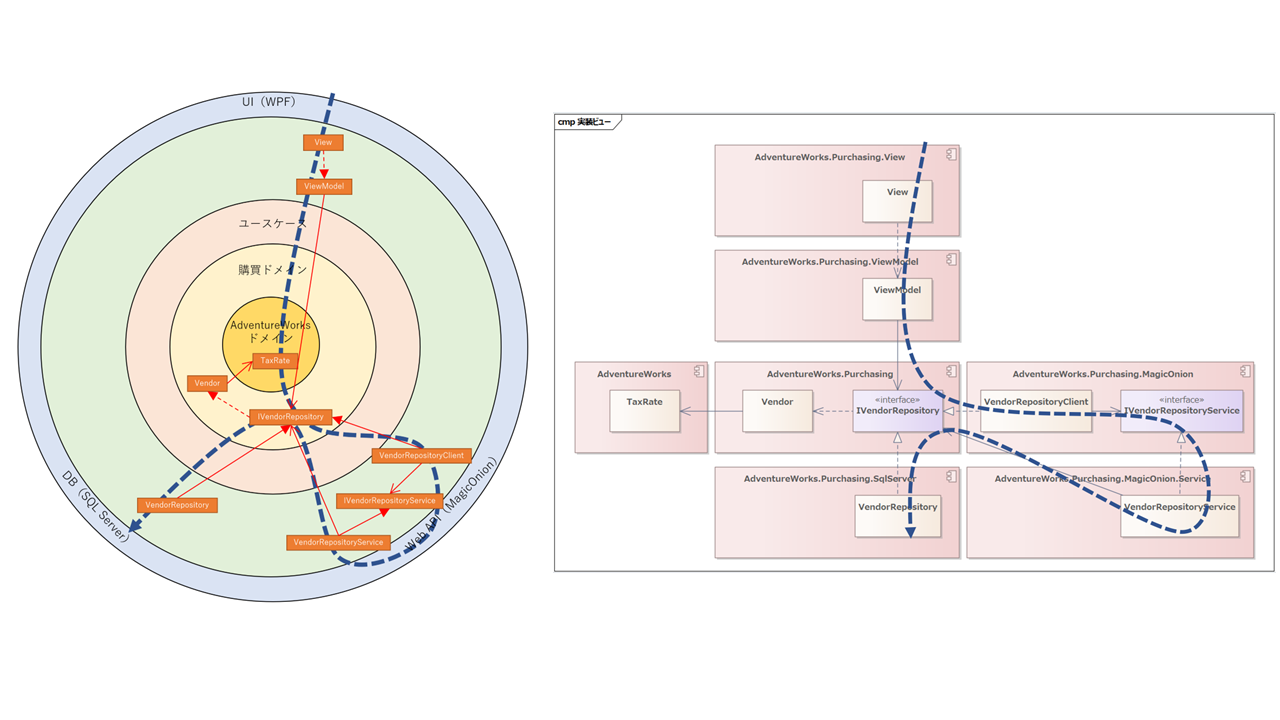 UI（WPF）
View
ViewModel
ユースケース
購買ドメイン
AdventureWorks
ドメイン
TaxRate
Vendor
IVendorRepository
VendorRepositoryClient
IVendorRepositoryService
VendorRepository
VendorRepositoryService
DB（SQL Server）
Web API（MagicOnion）
cmp 実装ビュー
AdventureWorks.Purchasing.View
View
AdventureWorks.Purchasing.ViewModel
ViewModel
AdventureWorks
TaxRate
AdventureWorks.Purchasing
Vendor
«interface»
IVendorRepository
AdventureWorks.Purchasing.MagicOnion
VendorRepositoryClient
«interface»
IVendorRepositoryService
AdventureWorks.Purchasing.SqlServer
VendorRepository
AdventureWorks.Purchasing.MagicOnion.Service
VendorRepositoryService